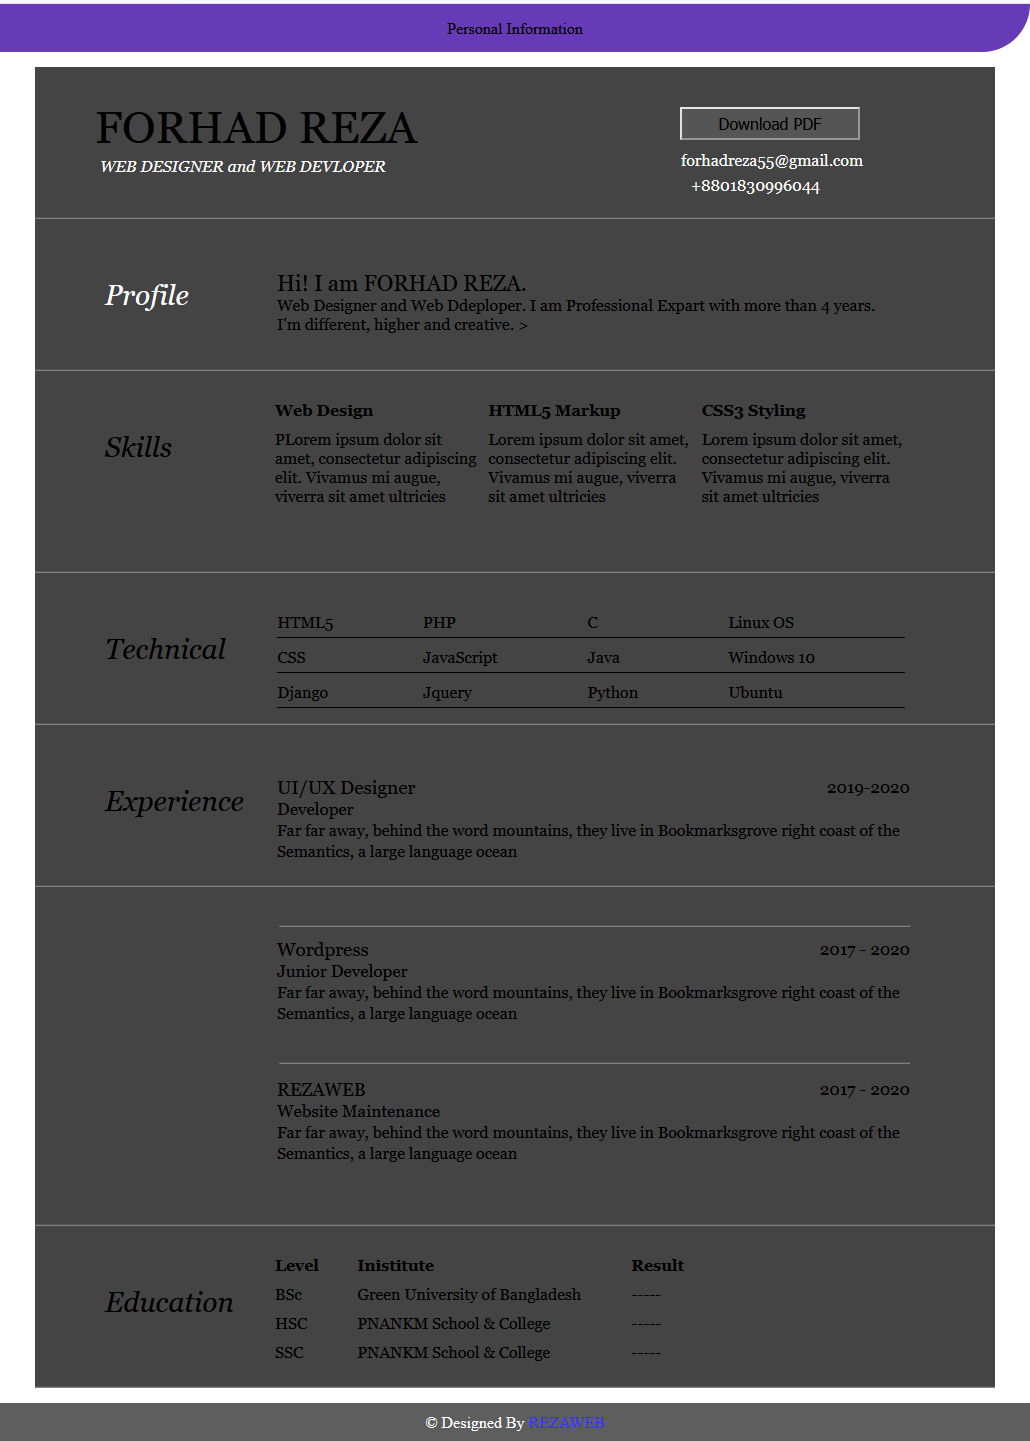 Personal Information
FORHAD REZA
WEB DESIGNER and WEB DEVLOPER
Download PDF
forhadreza55@gmail.com
+8801830996044
Profile
Hi! I am FORHAD REZA.
Web Designer and Web Ddeploper. I am Professional Expart with more than 4 years.
I'm different, higher and creative. >
Skills
Web Design
PLorem ipsum dolor sit
amet, consectetur adipiscing
elit. Vivamus mi augue,
viverra sit amet ultricies
HTML5 Markup
Lorem ipsum dolor sit amet,
consectetur adipiscing elit.
Vivamus mi augue, viverra
sit amet ultricies
CSS3 Styling
Lorem ipsum dolor sit amet,
consectetur adipiscing elit.
Vivamus mi augue, viverra
sit amet ultricies
Technical
HTML5 PHP C Linux OS
CSS JavaScript Java Windows 10
Django Jquery Python Ubuntu
Experience
UI/UX Designer 2019-2020
Developer
Far far away, behind the word mountains, they live in Bookmarksgrove right coast of the
Semantics, a large language ocean
Wordpress 2017 - 2020
Junior Developer
Far far away, behind the word mountains, they live in Bookmarksgrove right coast of the
Semantics, a large language ocean
REZAWEB 2017 - 2020
Website Maintenance
Far far away, behind the word mountains, they live in Bookmarksgrove right coast of the
Semantics, a large language ocean
Education
Level Inistitute Result
BSc Green University of Bangladesh -----
HSC PNANKM School & College -----
SSC PNANKM School & College -----
© Designed By REZAWEB